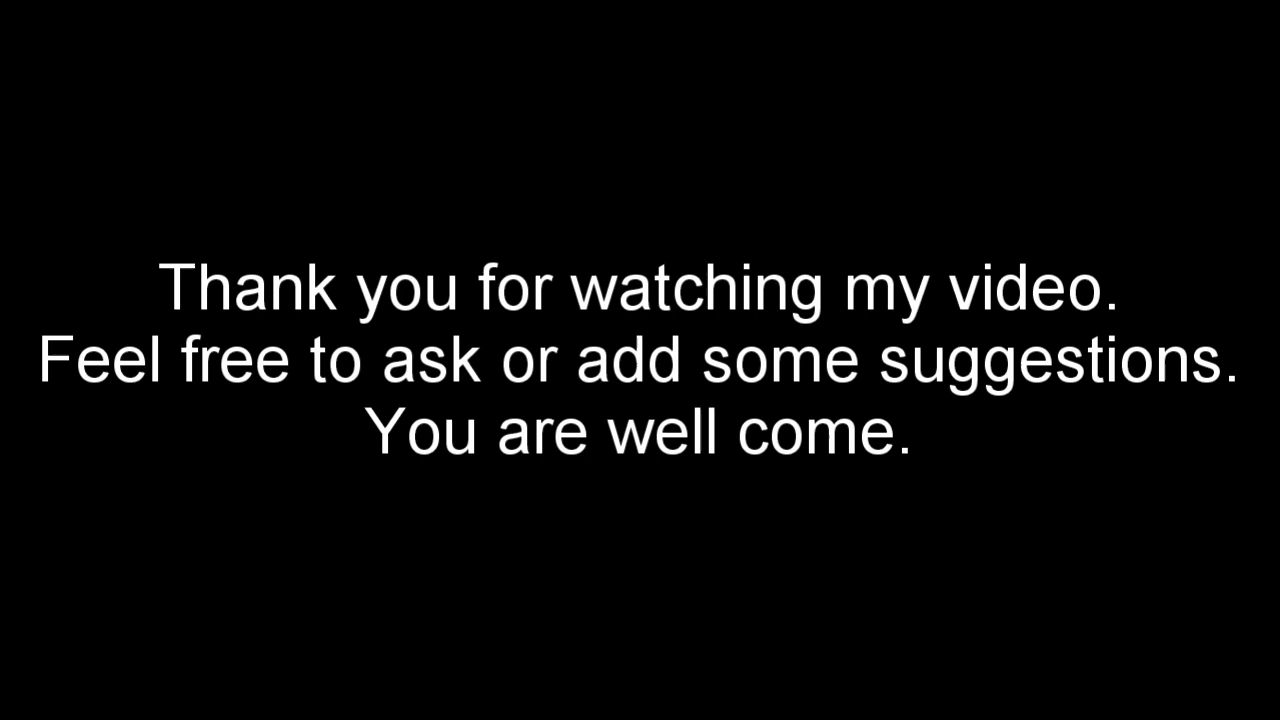 Thank you for watching my video.
Feel free to ask or add some suggestions.
You are well come.